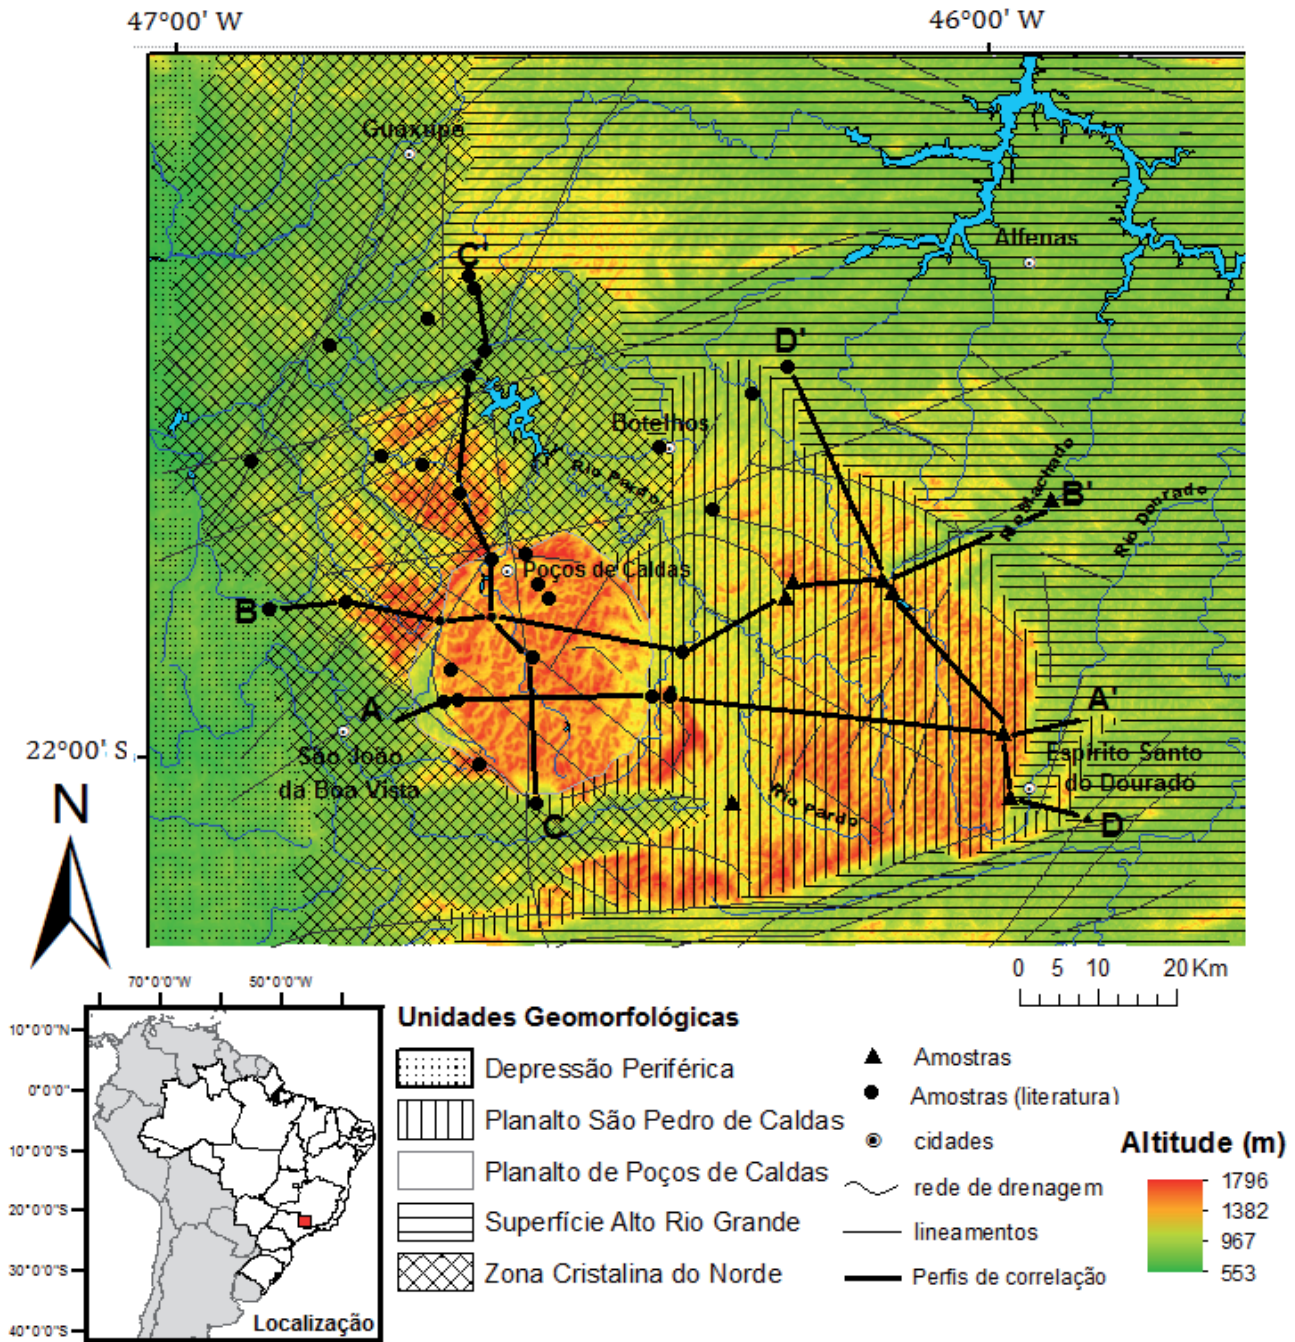 47°00' W
46°00' W
Guaxupé
C'
Alfenas
D'
Botelhos
Rio Pardo
Rio Machado
B'
Rio Dourado
Poços de Caldas
B
A
A'
22°00' S
São João
da Boa Vista
Espírito Santo
do Dourado
Rio Pardo
C
D
N
0 5 10 20 Km
70°0'0"W 50°0'0"W
10°0'0"N
0°0'0"
10°0'0"S
20°0'0"S
30°0'0"S
40°0'0"S
Localização
Unidades Geomorfológicas
Depressão Periférica
Planalto São Pedro de Caldas
Planalto de Poços de Caldas
Superfície Alto Rio Grande
Zona Cristalina do Norde
Amostras
Amostras (literatura)
cidades
rede de drenagem
lineamentos
Perfis de correlação
Altitude (m)
1796
1382
967
553